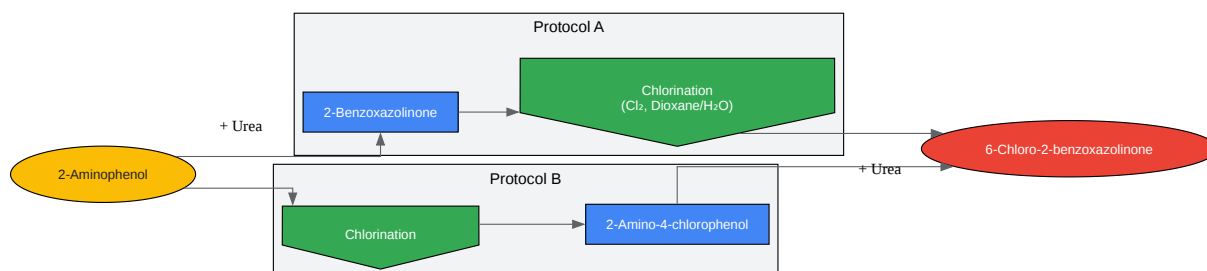 Protocol A
Chlorination
(Cl₂, Dioxane/H₂O)
2-Benzoxazolinone
+ Urea
6-Chloro-2-benzoxazolinone
+ Urea
2-Aminophenol
Protocol B
2-Amino-4-chlorophenol
Chlorination